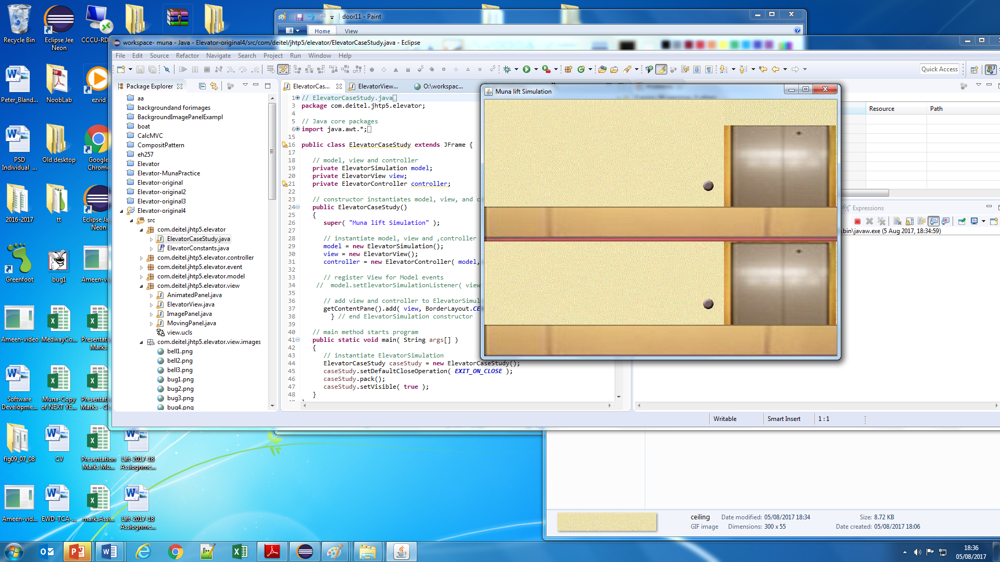 Recycle Bin
Eclipse Jee Neon
CCCU-RD
door11 - Paint
Home View
workspace- muna - Java - Elevator-original4/src/com/deitel/jhtp5/elevator/ElevatorCaseStudy.java - Eclipse
File Edit Source Refactor Navigate Search Project Run Window Help
Quick Access
Peter_Bland...
NoobLab
ezvid
PSD Individual ...
Old desktop
Google Chrom
2016-2017
tt
Eclipse Ja Neon
Greenfoot
bug1
Ameen-vi
Ameen-video
MedwayCo...
Presentation Marks
Software Developme...
Muna-Copy of NEXT YE...
Presentation Marks - C
fig09_07_08
CV
Presentation Marks Mu...
Lift-2017-18 Assiognme...
Ameen-vid...
EWD-TCA-...
marksAssi...
Lift-2017-18 Assiognme...
Package Explorer
aa
backgroundand forimages
BackgroundImagePanelExampl
boat
CalcMVC
CompositPattern
eh257
Elevator
Elevator-MunaPractice
Elevator-original
Elevator-original2
Elevator-original3
Elevator-original4
src
com.deitel.jhtp5.elevator
ElevatorCaseStudy.java
ElevatorConstants.java
com.deitel.jhtp5.elevator.controller
com.deitel.jhtp5.elevator.event
com.deitel.jhtp5.elevator.model
com.deitel.jhtp5.elevator.view
AnimatedPanel.java
ElevatorView.java
ImagePanel.java
MovingPanel.java
view.ucls
com.deitel.jhtp5.elevator.view.images
bell1.png
bell2.png
bell3.png
bug1.png
bug2.png
bug3.png
bug4.png
ElevatorCas... ElevatorView... O:\workspac...
1 // ElevatorCaseStudy.java
3 package com.deitel.jhtp5.elevator;
4
5 // Java core packages
6 import java.awt.*;
15
16 public class ElevatorCaseStudy extends JFrame {
17
18 // model, view and controller
19 private ElevatorSimulation model;
20 private ElevatorView view;
21 private ElevatorController controller;
22
23 // constructor instantiates model, view, and c
24 public ElevatorCaseStudy()
25 {
26 super( "Muna lift Simulation" );
27
28 // instantiate model, view and ,controller
29 model = new ElevatorSimulation();
30 view = new ElevatorView();
31 controller = new ElevatorController( model,
32
33 // register View for Model events
34 // model.setElevatorSimulationListener( view
35
36 // add view and controller to ElevatorSimul
37 getContentPane().add( view, BorderLayout.CE
38 } // end ElevatorSimulation constructor
39
40 // main method starts program
41 public static void main( String args[] )
42 {
43 // instantiate ElevatorSimulation
44 ElevatorCaseStudy caseStudy = new ElevatorCaseStudy();
45 caseStudy.setDefaultCloseOperation( EXIT_ON_CLOSE );
46 caseStudy.pack();
47 caseStudy.setVisible( true );
48 }
Muna lift Simulation
Resource Path
Expressions
\bin\javaw.exe (5 Aug 2017, 18:34:59)
Writable Smart Insert 1 : 1
ceiling Date modified: 05/08/2017 18:34 Size: 8.72 KB
GIF image Dimensions: 300 x 55 Date created: 05/08/2017 18:06
18:36
05/08/2017